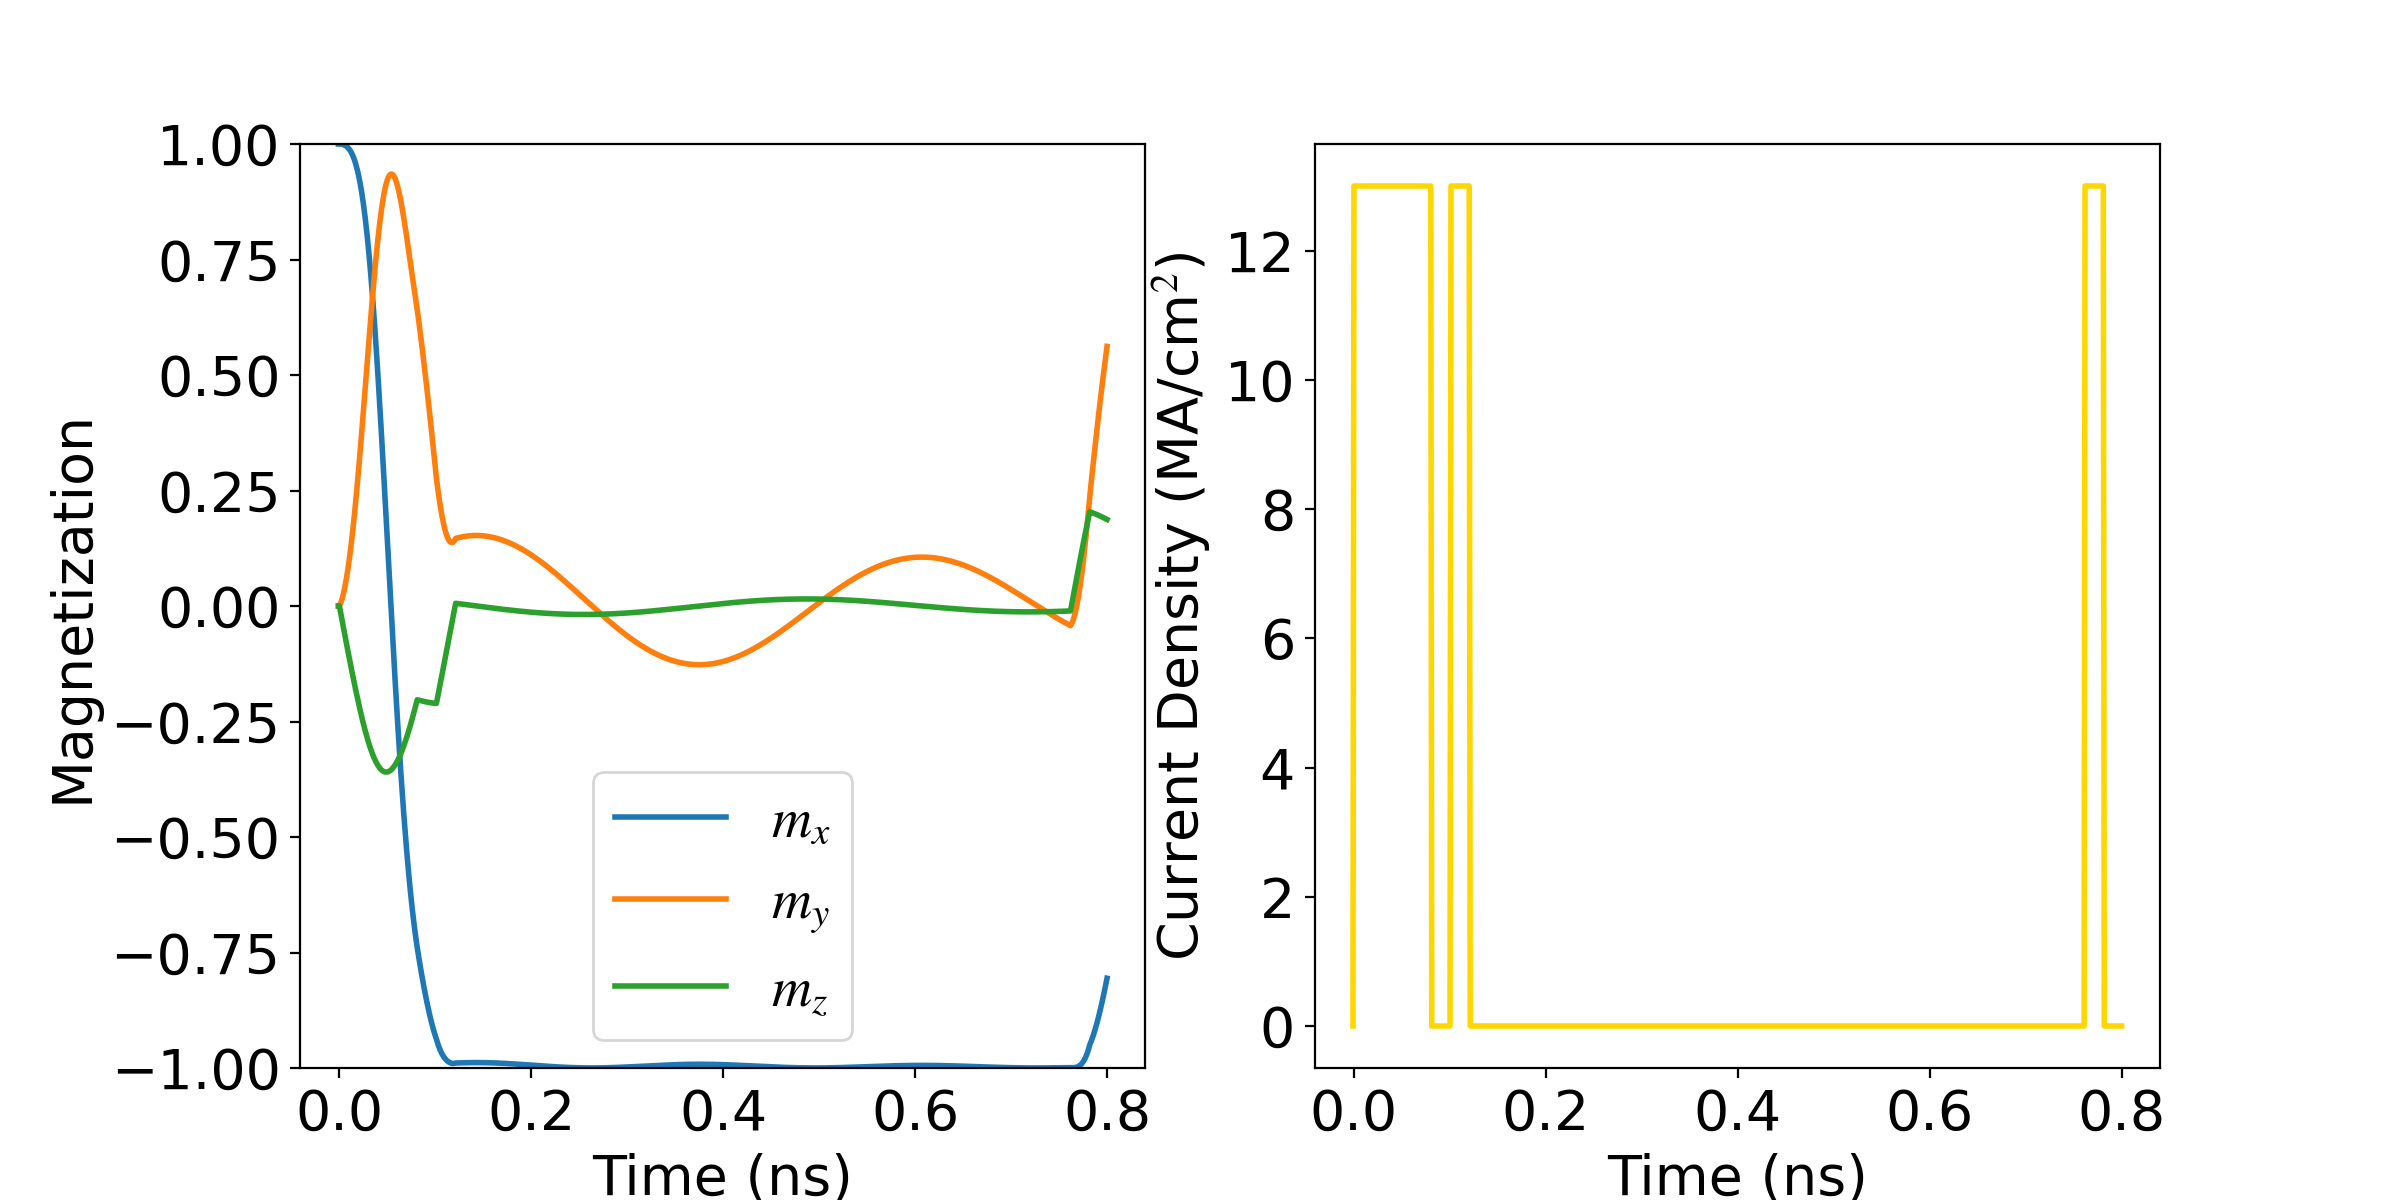 Magnetization
1.00
0.75
0.50
0.25
0.00
−0.25
−0.50
−0.75
−1.00
0.0 0.2 0.4 0.6 0.8
Time (ns)
m_x
m_y
m_z
Current Density (MA/cm²)
12
10
8
6
4
2
0
0.0 0.2 0.4 0.6 0.8
Time (ns)